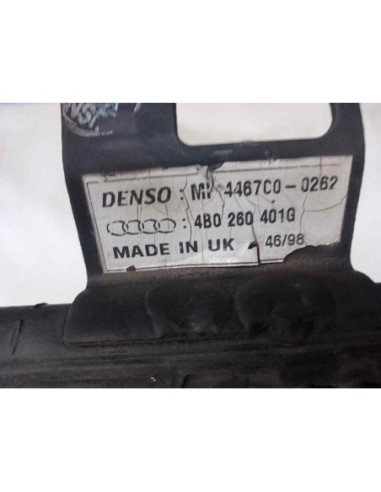 DENSO : MF 4467C0-0262
: 4B0 260 401G
MADE IN UK 46/98